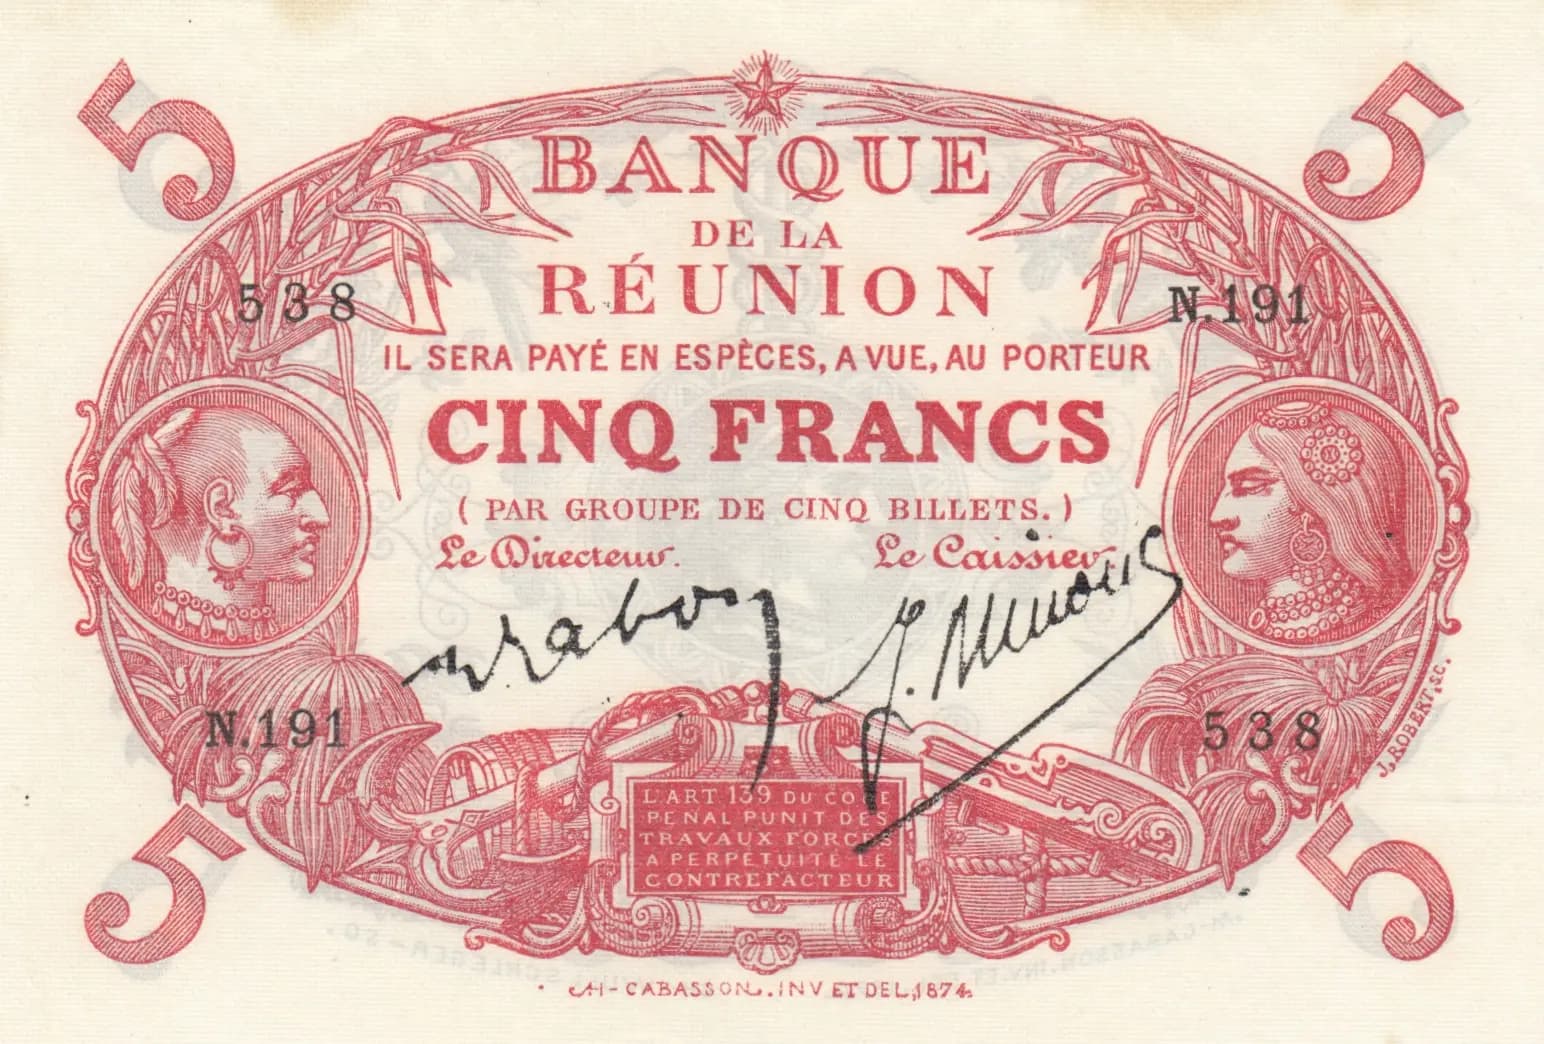 5
5
BANQUE
DE LA
RÉUNION
538
N.191
IL SERA PAYÉ EN ESPÈCES, A VUE, AU PORTEUR
CINQ FRANCS
( PAR GROUPE DE CINQ BILLETS. )
Le Directeur.
Le Caissier.
N.191
538
J. ROBERT. SC.
L'ART 139 DU CODE
PENAL PUNIT DES
TRAVAUX FORCES
A PERPETUITE LE
CONTREFACTEUR
5
5
CABASSON. INV ET DEL, 1874.